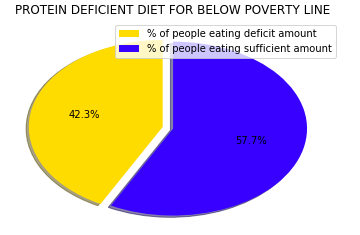 PROTEIN DEFICIENT DIET FOR BELOW POVERTY LINE
% of people eating deficit amount
% of people eating sufficient amount
42.3%
57.7%